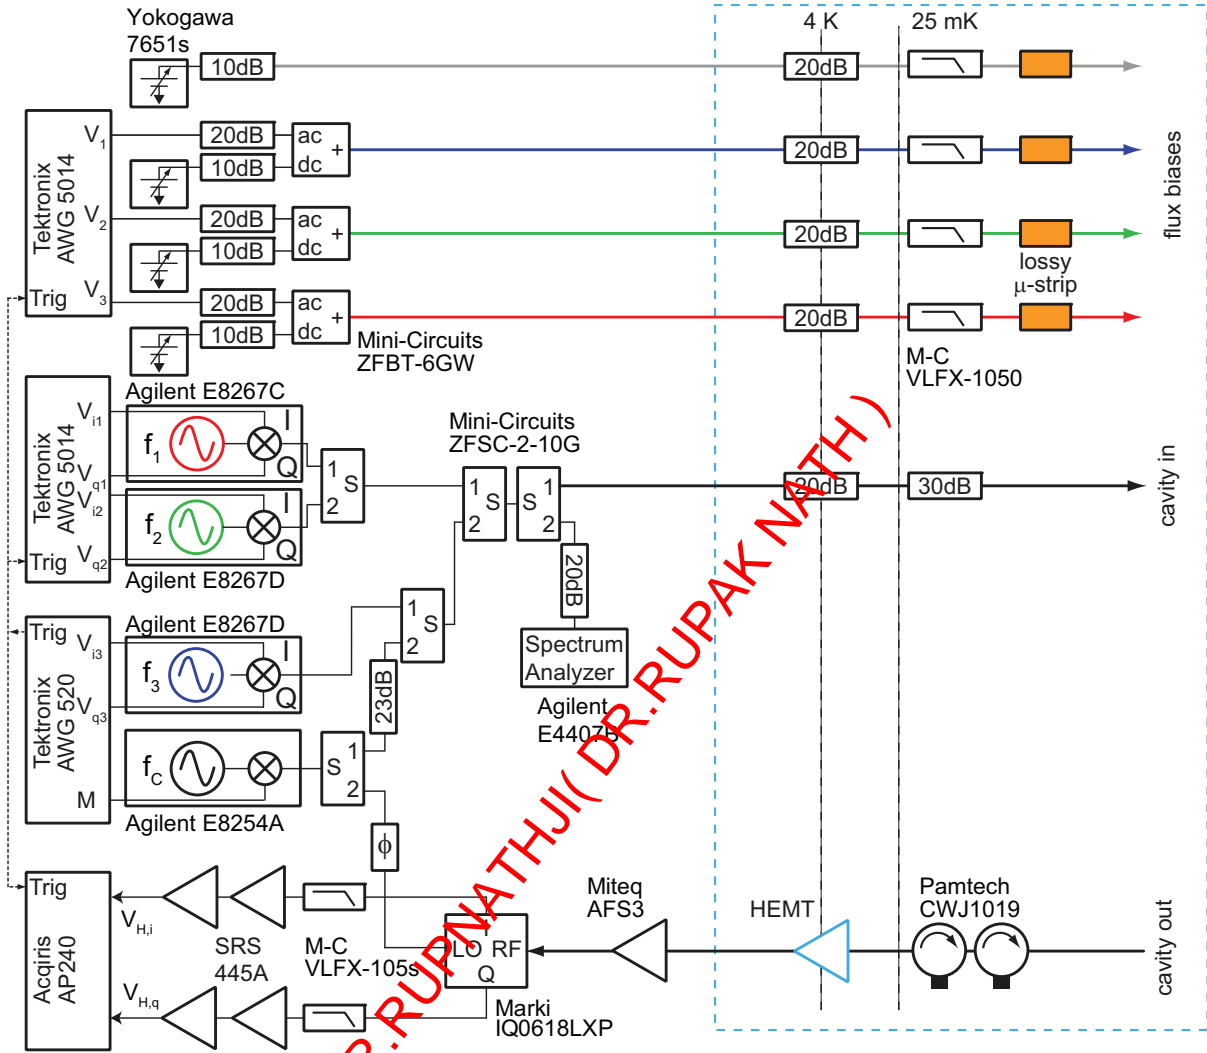 Yokogawa
7651s
10dB
4 K
25 mK
20dB
Tektronix
AWG 5014
V1
20dB
10dB
ac
dc
+
20dB
V2
20dB
10dB
ac
dc
+
20dB
flux biases
lossy
μ-strip
Trig
V3
20dB
10dB
ac
dc
+
20dB
Mini-Circuits
ZFBT-6GW
M-C
VLFX-1050
Agilent E8267C
Tektronix
AWG 5014
Vi1
f1
I
Q
Vq1
Vi2
f2
I
Q
Trig
Vq2
Agilent E8267D
1
2
S
Mini-Circuits
ZFSC-2-10G
1
2
S
S
1
2
20dB
30dB
cavity in
20dB
Spectrum
Analyzer
Agilent
E4407B
Agilent E8267D
Tektronix
AWG 520
Trig
Vi3
f3
I
Q
Vq3
1
2
S
23dB
fC
M
Agilent E8254A
S
1
2
ϕ
Acqiris
AP240
Trig
VH,i
SRS
445A
VH,q
M-C
VLFX-105s
LO
RF
Q
Marki
IQ0618LXP
Miteq
AFS3
HEMT
Pamtech
CWJ1019
cavity out
R.RUPNATHJI( DR.RUPAK NATH )